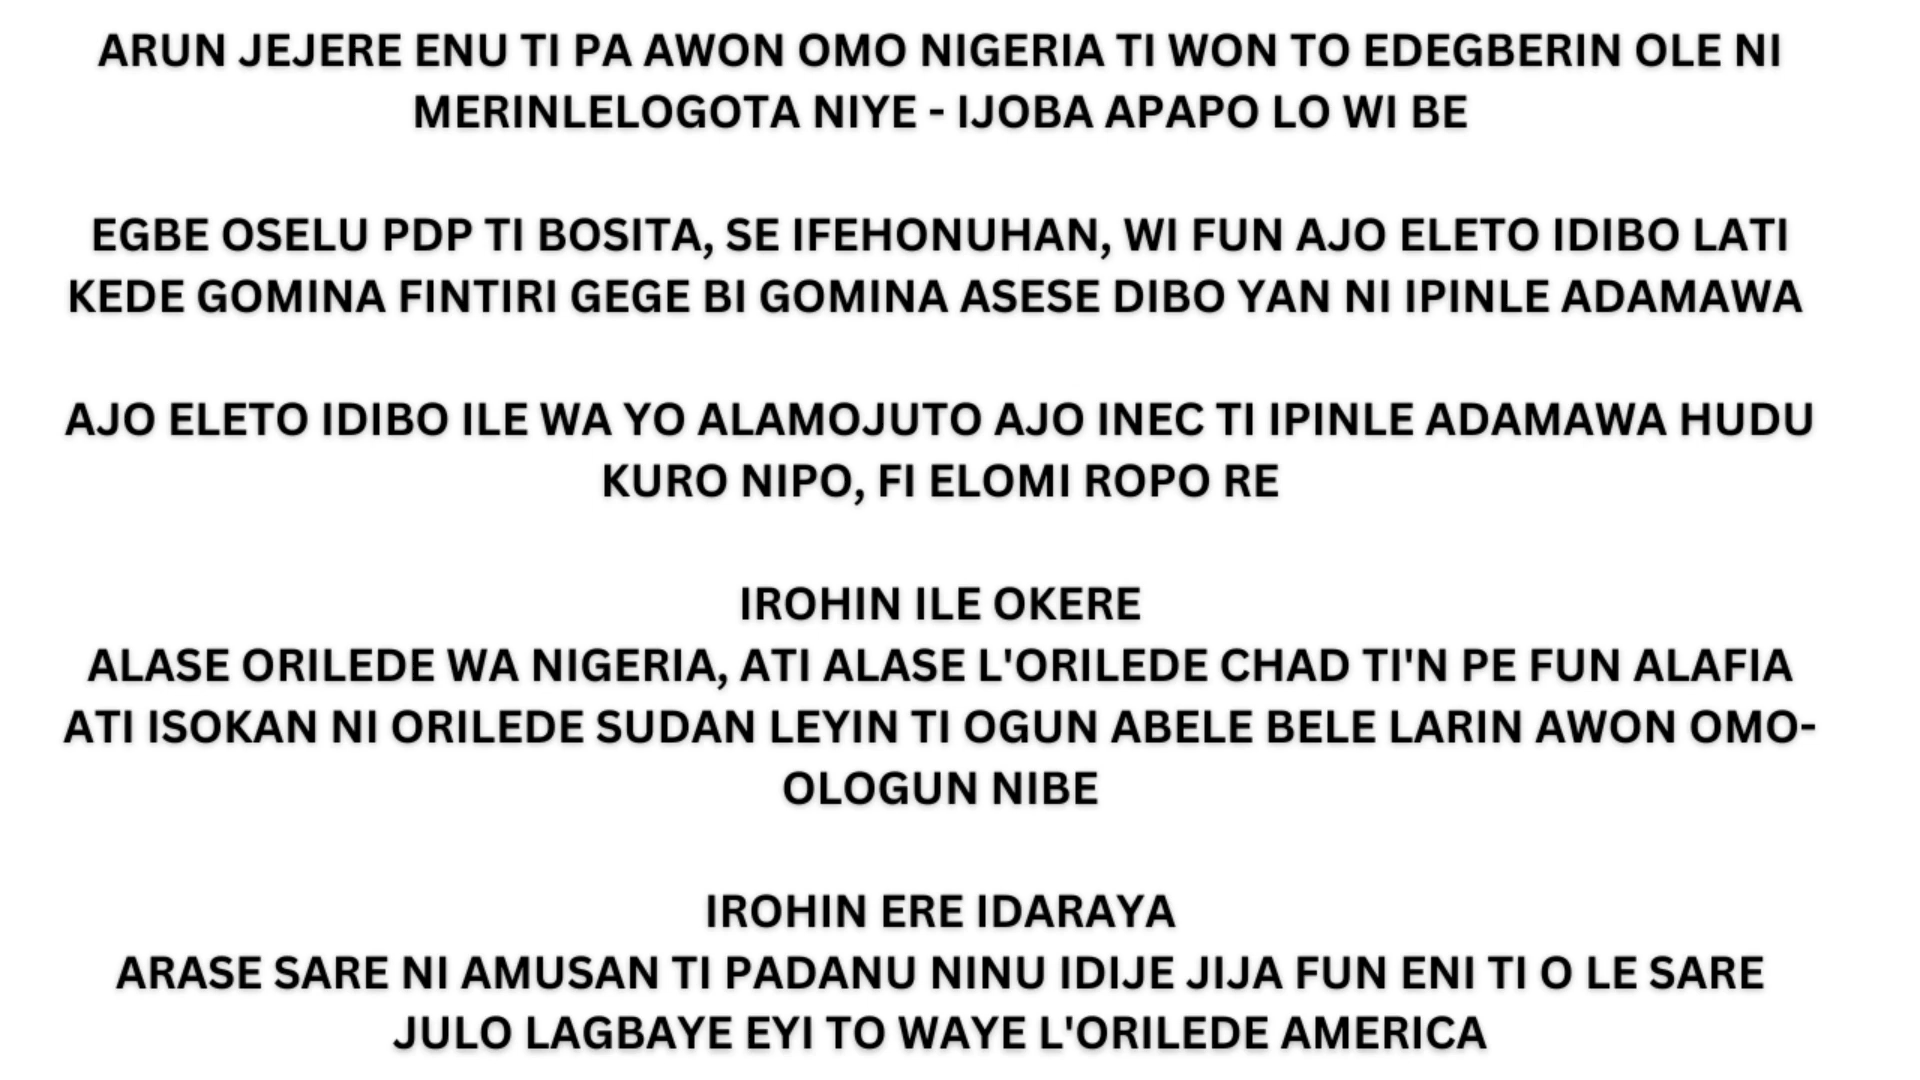 ARUN JEJERE ENU TI PA AWON OMO NIGERIA TI WON TO EDEGBERIN OLE NI
MERINLELOGOTA NIYE - IJOBA APAPO LO WI BE
EGBE OSELU PDP TI BOSITA, SE IFEHONUHAN, WI FUN AJO ELETO IDIBO LATI
KEDE GOMINA FINTIRI GEGE BI GOMINA ASESE DIBO YAN NI IPINLE ADAMAWA
AJO ELETO IDIBO ILE WA YO ALAMOJUTO AJO INEC TI IPINLE ADAMAWA HUDU
KURO NIPO, FI ELOMI ROPO RE
IROHIN ILE OKERE
ALASE ORILEDE WA NIGERIA, ATI ALASE L'ORILEDE CHAD TI'N PE FUN ALAFIA
ATI ISOKAN NI ORILEDE SUDAN LEYIN TI OGUN ABELE BELE LARIN AWON OMO-
OLOGUN NIBE
IROHIN ERE IDARAYA
ARASE SARE NI AMUSAN TI PADANU NINU IDIJE JIJA FUN ENI TI O LE SARE
JULO LAGBAYE EYI TO WAYE L'ORILEDE AMERICA